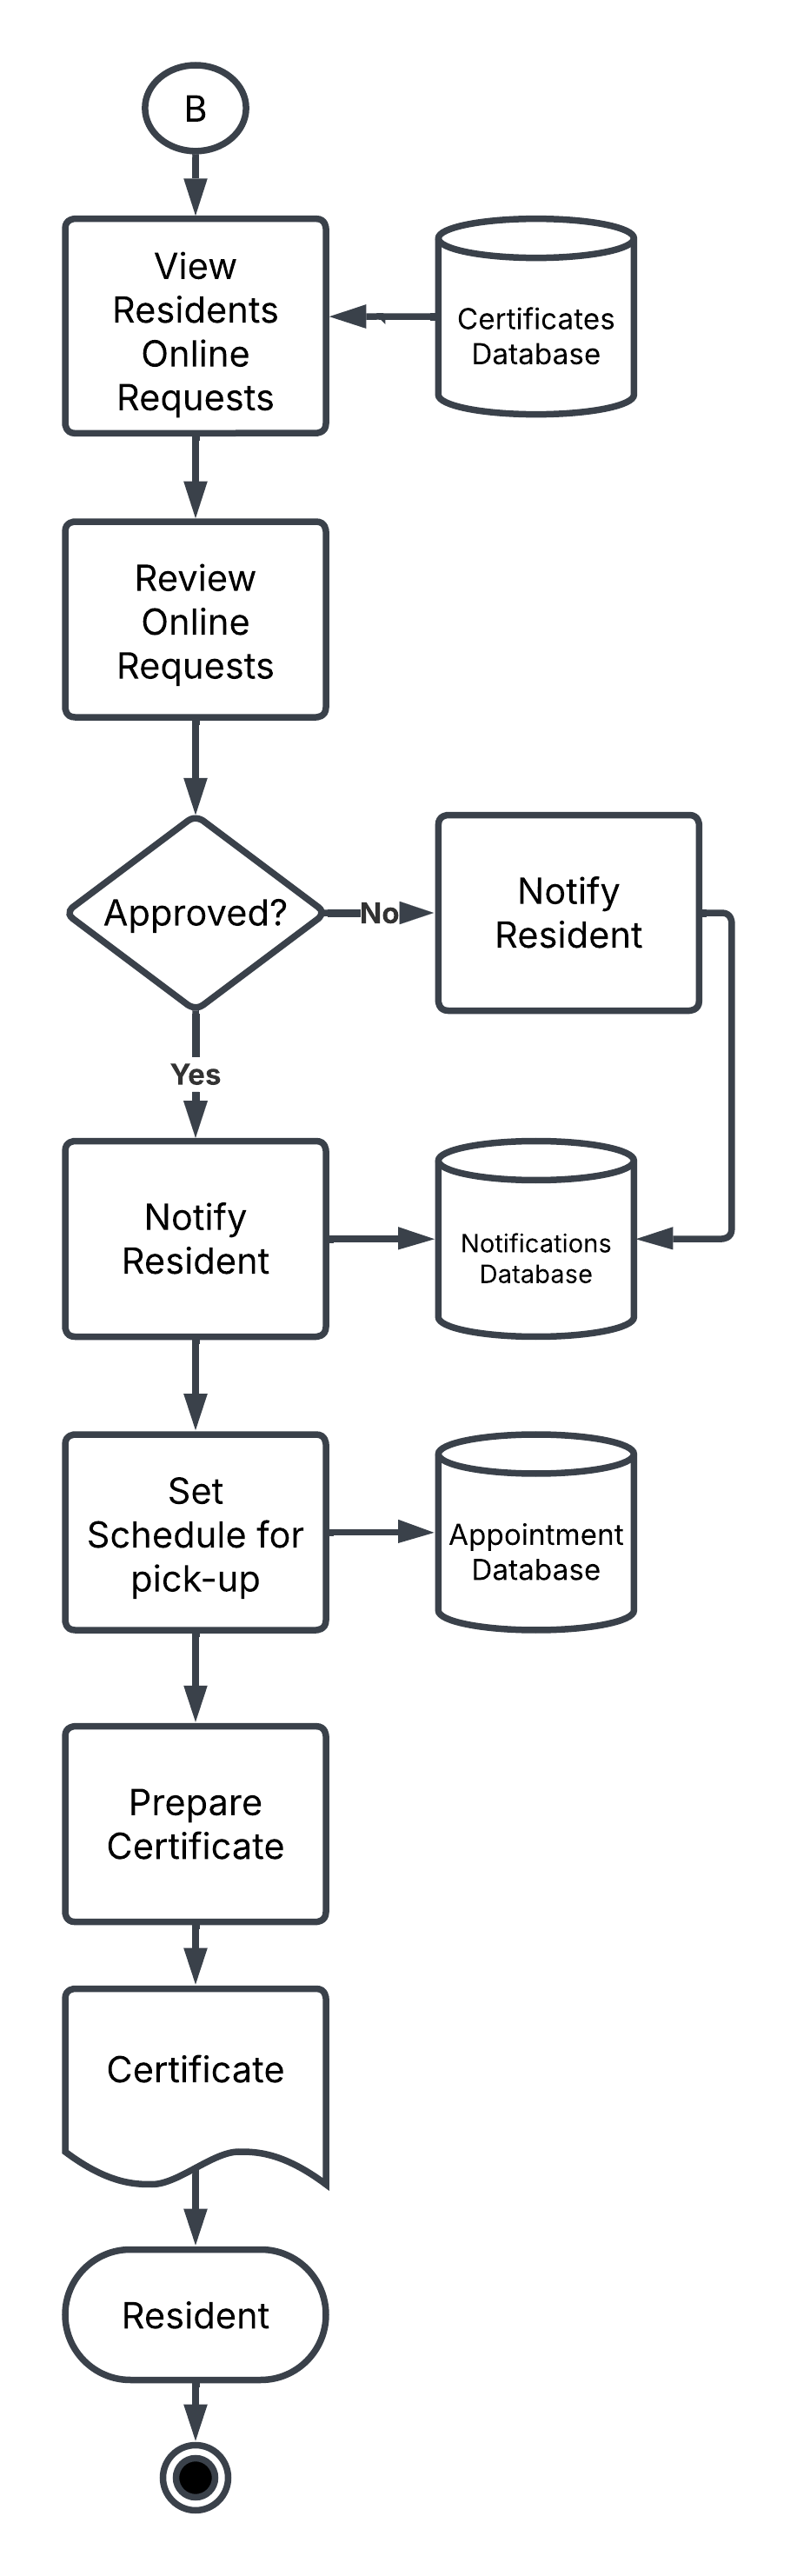 B
View
Residents
Online
Requests
Certificates
Database
Review
Online
Requests
Approved?
No
Notify
Resident
Yes
Notify
Resident
Notifications
Database
Set
Schedule for
pick-up
Appointment
Database
Prepare
Certificate
Certificate
Resident